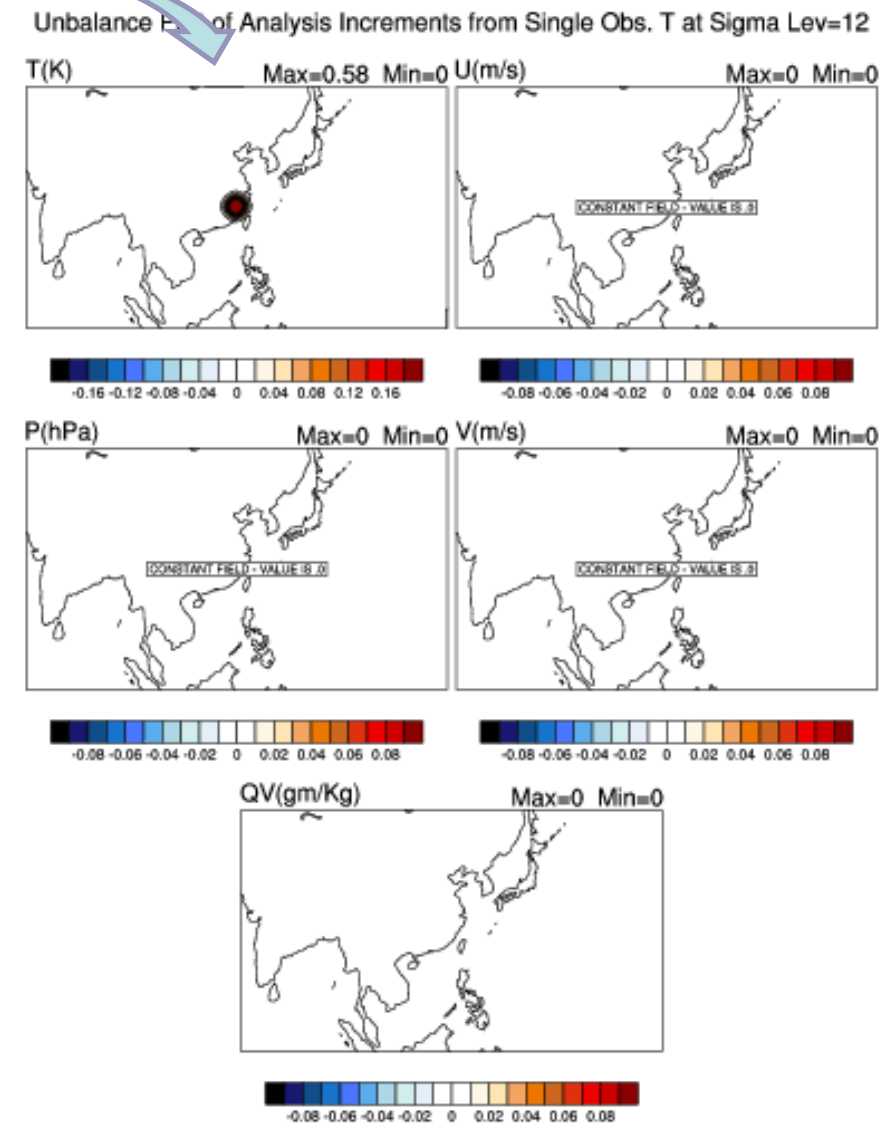 Unbalance of Analysis Increments from Single Obs. T at Sigma Lev=12
T(K) Max=0.58 Min=0 U(m/s) Max=0 Min=0
CONSTANT FIELD - VALUE IS .0
-0.16 -0.12 -0.08 -0.04 0 0.04 0.08 0.12 0.16
-0.08 -0.06 -0.04 -0.02 0 0.02 0.04 0.06 0.08
P(hPa) Max=0 Min=0 V(m/s) Max=0 Min=0
CONSTANT FIELD - VALUE IS .0
CONSTANT FIELD - VALUE IS .0
-0.08 -0.06 -0.04 -0.02 0 0.02 0.04 0.06 0.08
-0.08 -0.06 -0.04 -0.02 0 0.02 0.04 0.06 0.08
QV(gm/Kg) Max=0 Min=0
-0.08 -0.06 -0.04 -0.02 0 0.02 0.04 0.06 0.08